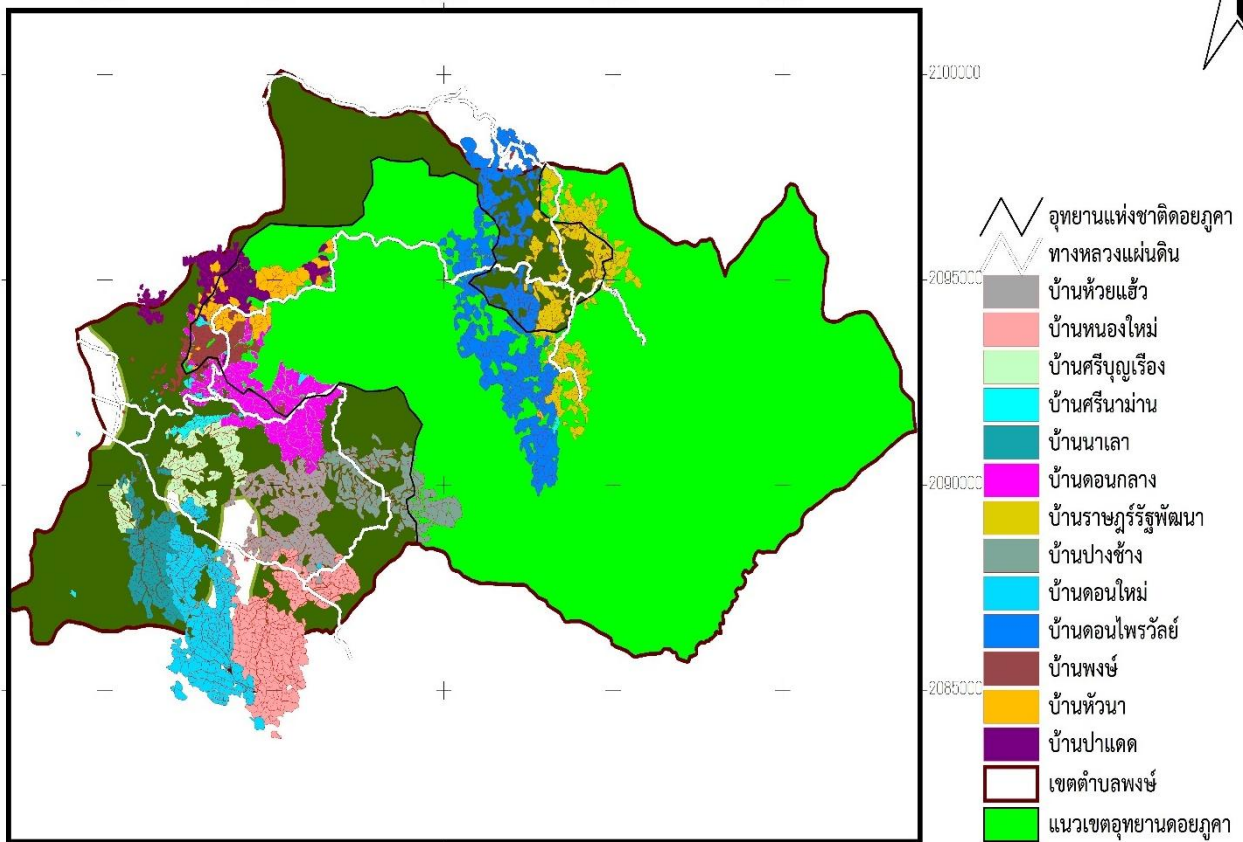 2100000
2095000
2090000
2085000
อุทยานแห่งชาติดอยภูคา
ทางหลวงแผ่นดิน
บ้านห้วยแฮ้ว
บ้านหนองใหม่
บ้านศรีบุญเรือง
บ้านศรีนาม่าน
บ้านนาเลา
บ้านดอนกลาง
บ้านราษฎร์รัฐพัฒนา
บ้านปางช้าง
บ้านดอนใหม่
บ้านดอนไพรวัลย์
บ้านพงษ์
บ้านหัวนา
บ้านป่าแดด
เขตตำบลพงษ์
แนวเขตอุทยานดอยภูคา